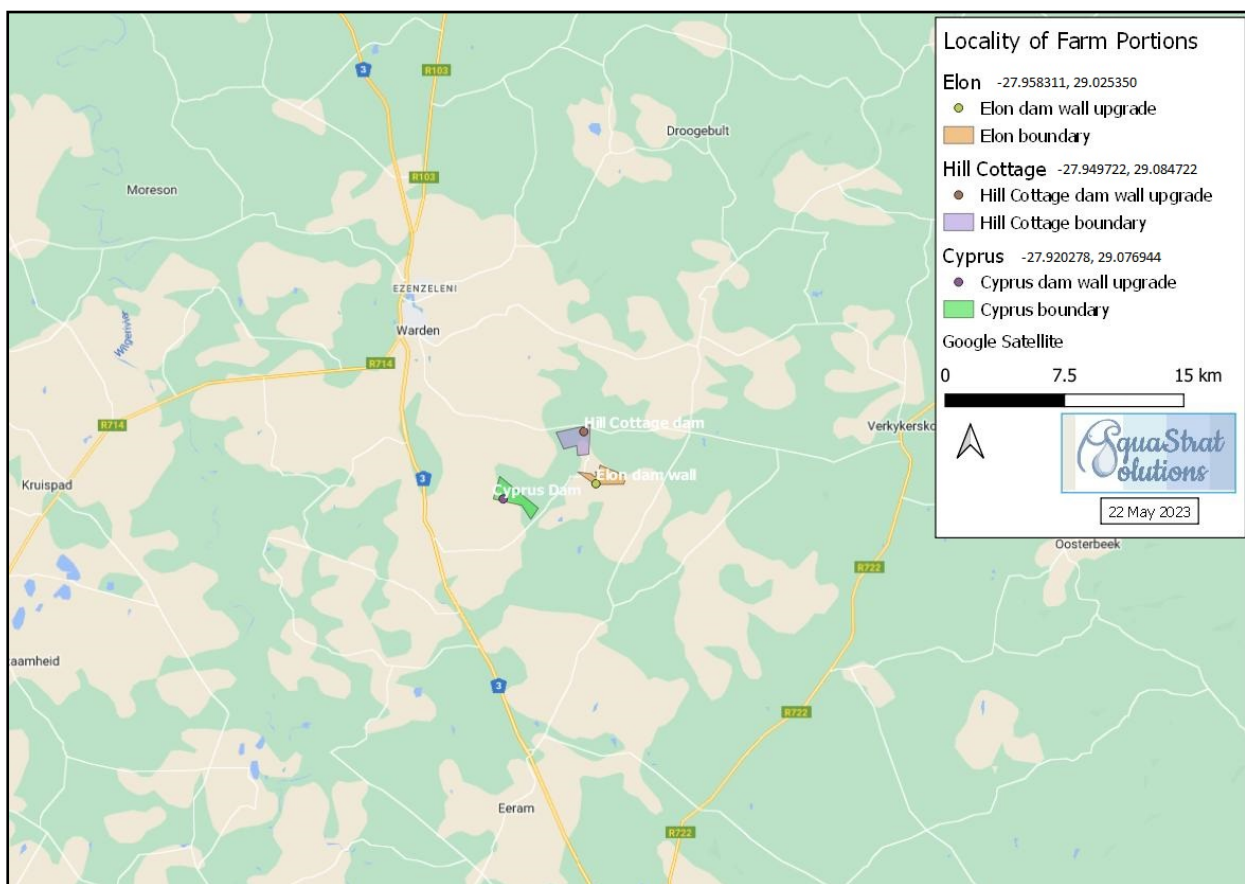 Locality of Farm Portions
Elon -27.958311, 29.025350
Elon dam wall upgrade
Elon boundary
Hill Cottage -27.949722, 29.084722
Hill Cottage dam wall upgrade
Hill Cottage boundary
Cyprus -27.920278, 29.076944
Cyprus dam wall upgrade
Cyprus boundary
Google Satellite
0 7.5 15 km
AquaStrat
Solutions
22 May 2023
3
R103
Droogebult
R103
Moreson
EZENZELENI
Wilgerivier
Warden
R714
R714
Hill Cottage dam
Verkykersko
Elon dam wall
3
Kruispad
Cyprus Dam
Oosterbeek
R722
zaamheid
3
R722
Eeram
R722